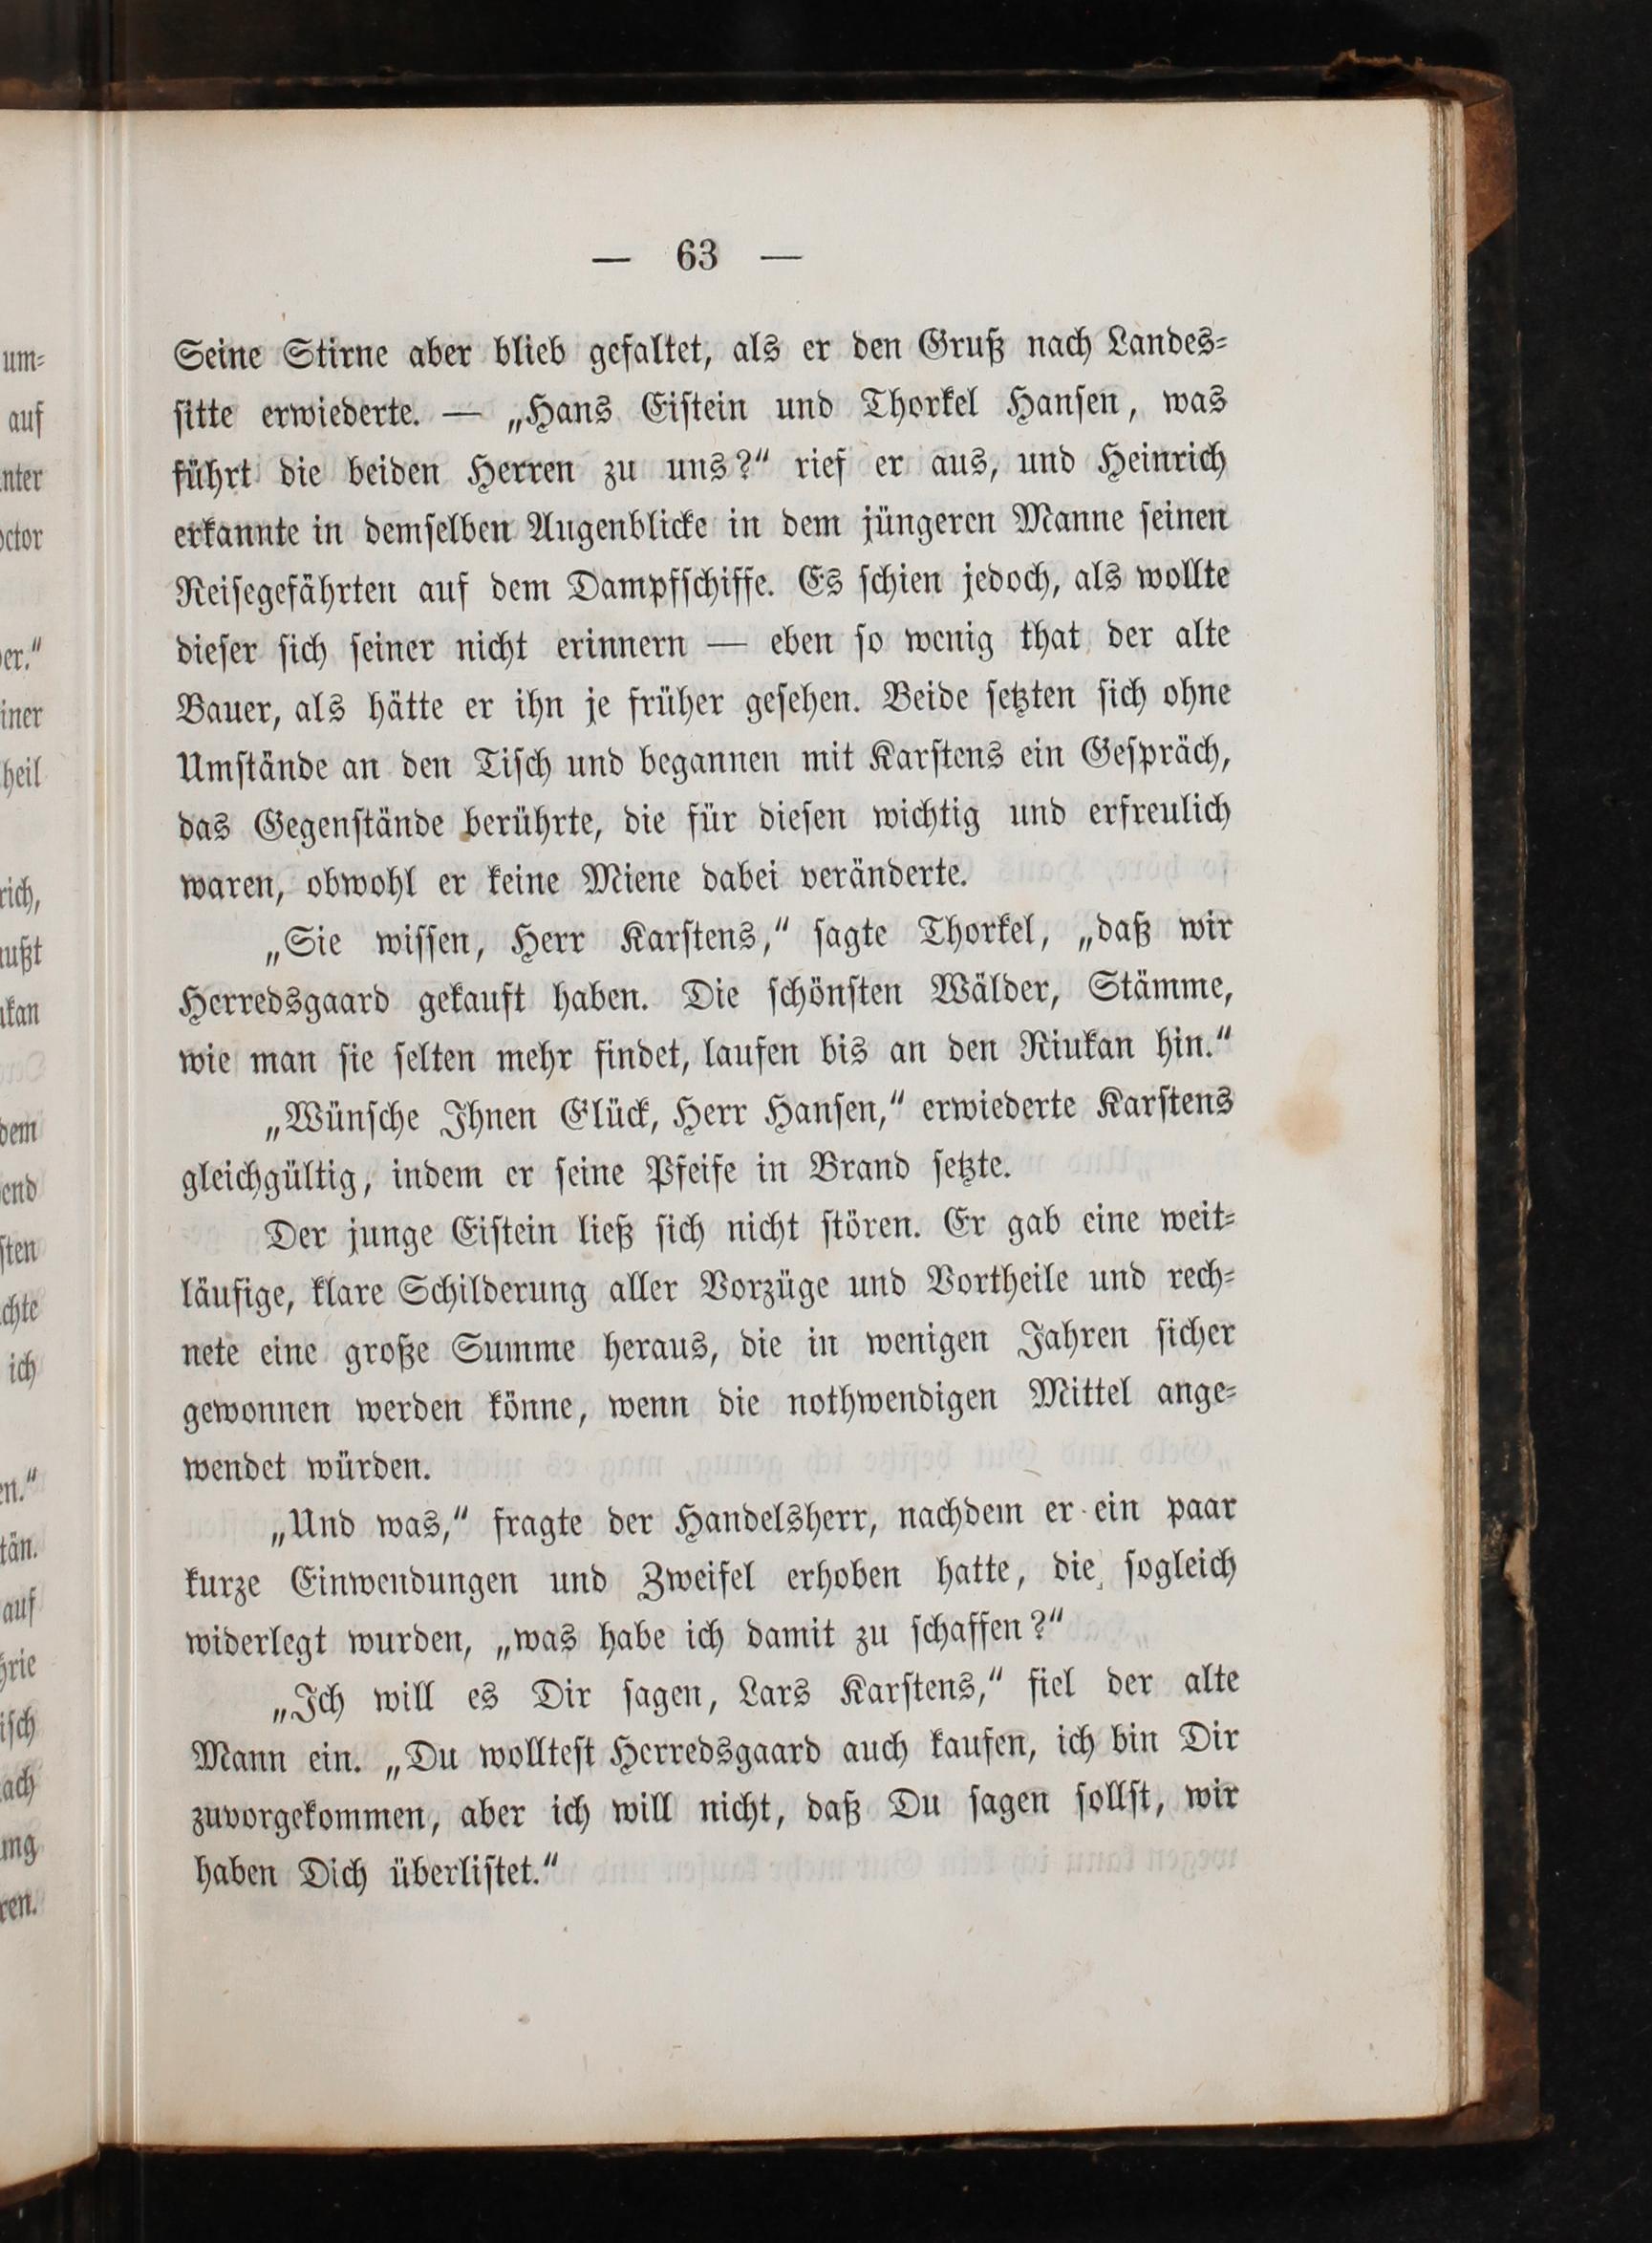 — 63 —
Seine Stirne aber blieb gefaltet, als er den Gruß nach Landes-
sitte erwiederte. — „Hans Eistein und Thorkel Hansen, was
führt die beiden Herren zu uns?“ rief er aus, und Heinrich
erkannte in demselben Augenblicke in dem jüngeren Manne seinen
Reisegefährten auf dem Dampfschiffe. Es schien jedoch, als wollte
dieser sich seiner nicht erinnern — eben so wenig that der alte
Bauer, als hätte er ihn je früher gesehen. Beide setzten sich ohne
Umstände an den Tisch und begannen mit Karstens ein Gespräch,
das Gegenstände berührte, die für diesen wichtig und erfreulich
waren, obwohl er keine Miene dabei veränderte.
„Sie wissen, Herr Karstens,“ sagte Thorkel, „daß wir
Herredsgaard gekauft haben. Die schönsten Wälder, Stämme,
wie man sie selten mehr findet, laufen bis an den Riukan hin.“
„Wünsche Ihnen Glück, Herr Hansen,“ erwiederte Karstens
gleichgültig, indem er seine Pfeife in Brand setzte.
Der junge Eistein ließ sich nicht stören. Er gab eine weit-
läufige, klare Schilderung aller Vorzüge und Vortheile und rech-
nete eine große Summe heraus, die in wenigen Jahren sicher
gewonnen werden könne, wenn die nothwendigen Mittel ange-
wendet würden.
„Und was,“ fragte der Handelsherr, nachdem er ein paar
kurze Einwendungen und Zweifel erhoben hatte, die sogleich
widerlegt wurden, „was habe ich damit zu schaffen?“
„Ich will es Dir sagen, Lars Karstens,“ fiel der alte
Mann ein. „Du wolltest Herredsgaard auch kaufen, ich bin Dir
zuvorgekommen, aber ich will nicht, daß Du sagen sollst, wir
haben Dich überlistet.“